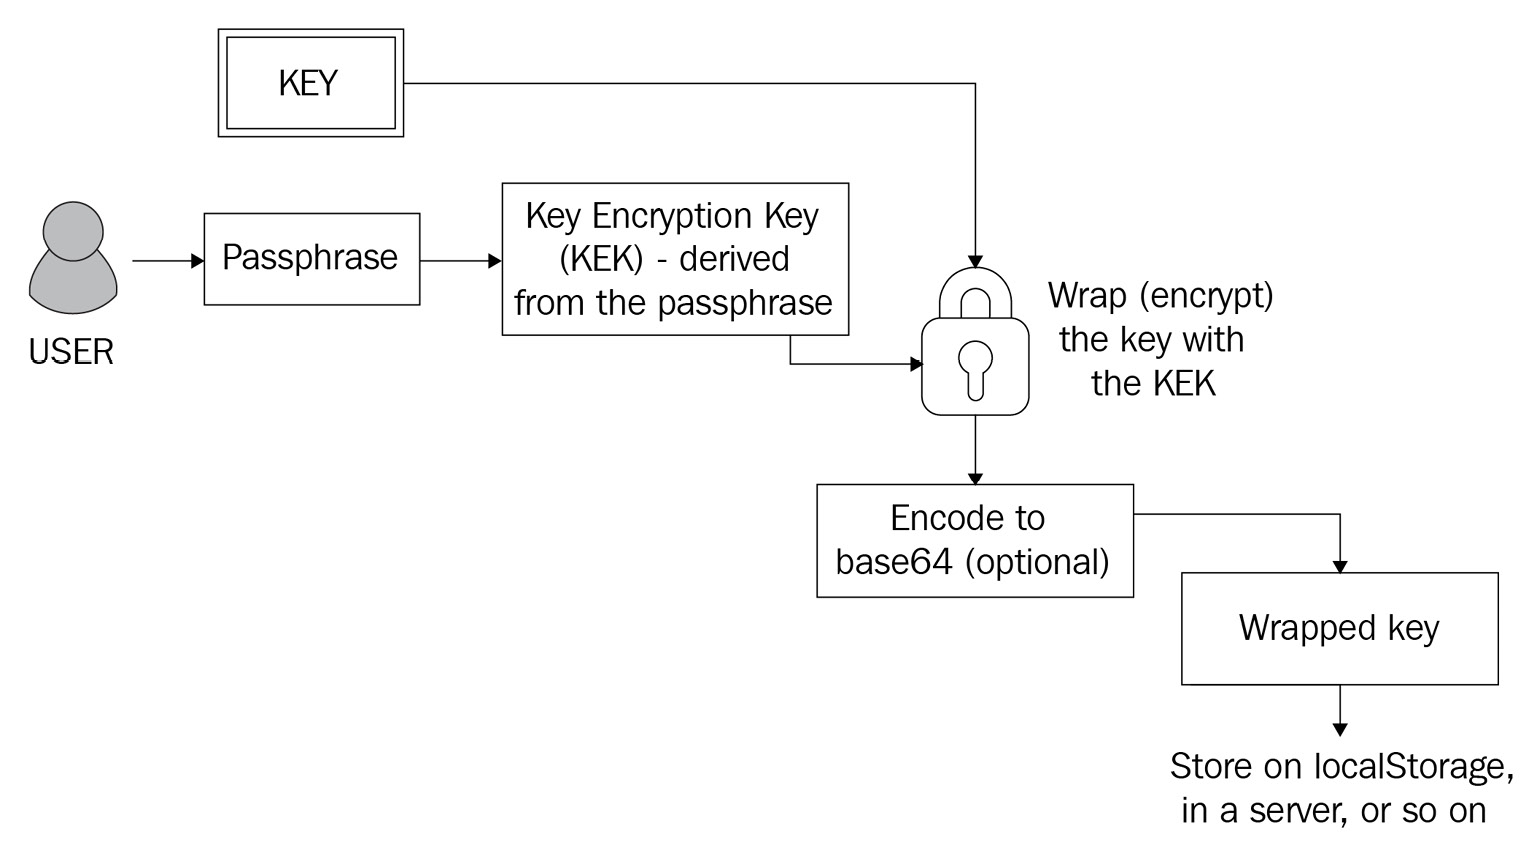 KEY
Passphrase
Key Encryption Key
(KEK) - derived
from the passphrase
USER
Wrap (encrypt)
the key with
the KEK
Encode to
base64 (optional)
Wrapped key
Store on localStorage,
in a server, or so on